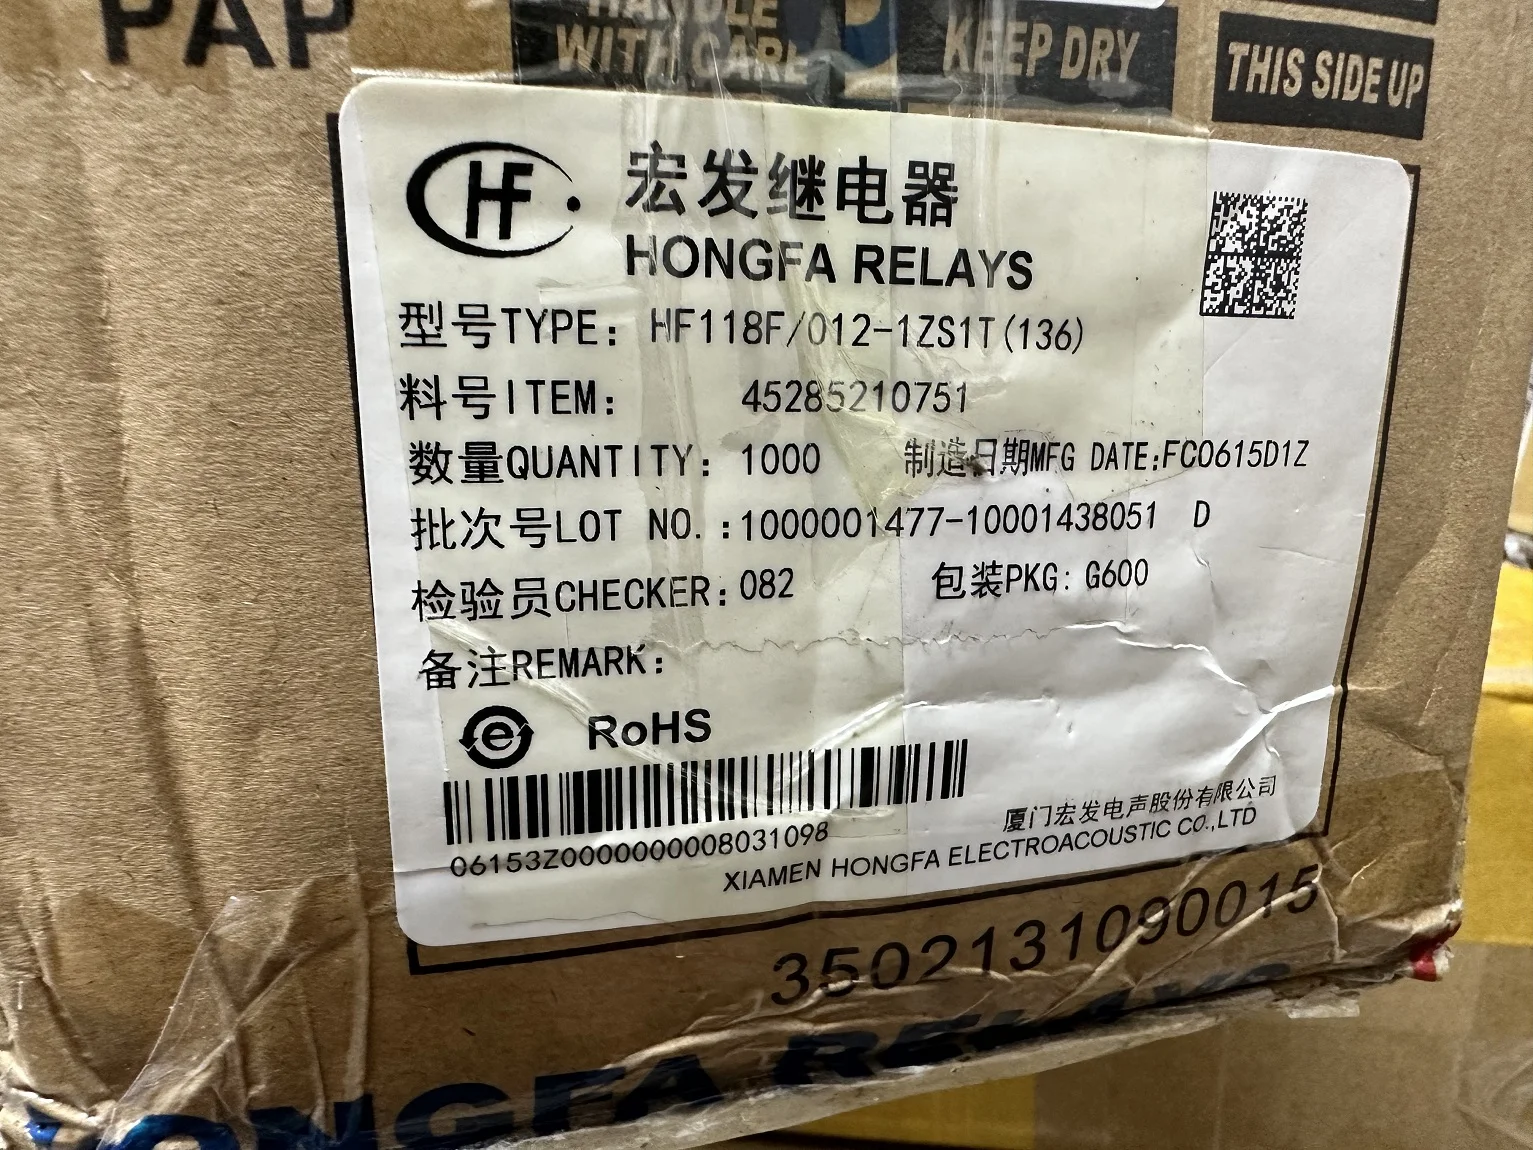 PAP
HANDLE
WITH CARE
KEEP DRY
THIS SIDE UP
HF
宏发继电器
HONGFA RELAYS
型号TYPE: HF118F/012-1ZS1T(136)
料号ITEM: 45285210751
数量QUANTITY: 1000 制造日期MFG DATE:FC0615D1Z
批次号LOT NO.:1000001477-10001438051 D
检验员CHECKER:082 包装PKG: G600
备注REMARK:
e RoHS
06153Z0000000008031098
厦门宏发电声股份有限公司
XIAMEN HONGFA ELECTROACOUSTIC CO.,LTD
3502131090015
HONGFA RELAYS